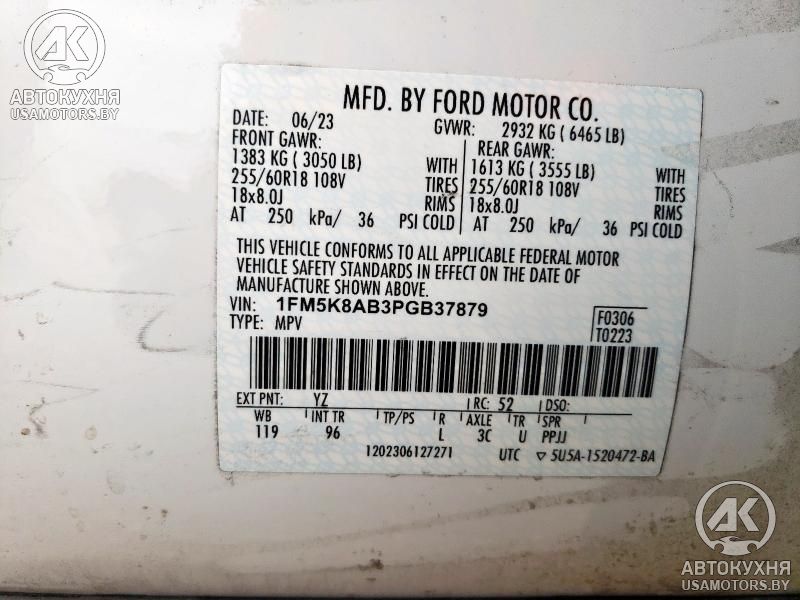 АК
АВТОКУХНЯ
USAMOTORS.BY
MFD. BY FORD MOTOR CO.
DATE: 06/23 GVWR: 2932 KG ( 6465 LB)
FRONT GAWR: REAR GAWR:
1383 KG ( 3050 LB) WITH 1613 KG ( 3555 LB) WITH
255/60R18 108V TIRES 255/60R18 108V TIRES
18x8.0J RIMS 18x8.0J RIMS
AT 250 kPa/ 36 PSI COLD AT 250 kPa/ 36 PSI COLD
THIS VEHICLE CONFORMS TO ALL APPLICABLE FEDERAL MOTOR
VEHICLE SAFETY STANDARDS IN EFFECT ON THE DATE OF
MANUFACTURE SHOWN ABOVE.
VIN: 1FM5K8AB3PGB37879 F0306
TYPE: MPV T0223
EXT PNT: YZ RC: 52 DSO:
WB INT TR TP/PS R AXLE TR SPR
119 96 L 3C U PPJJ
1202306127271 UTC ▽ 5U5A-1520472-BA
АК
АВТОКУХНЯ
USAMOTORS.BY